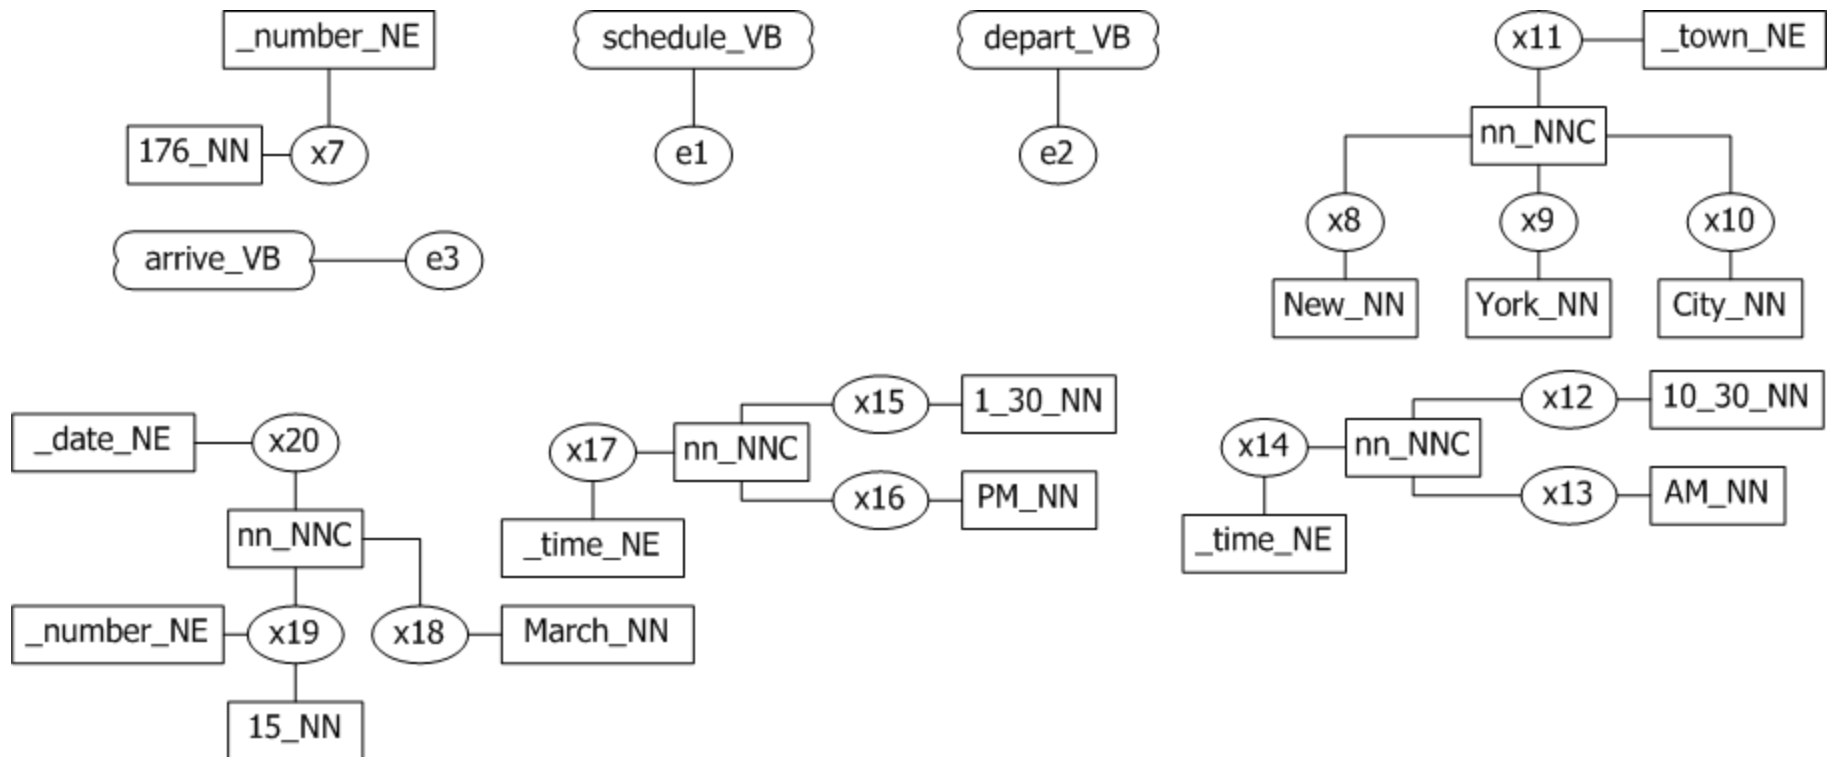 _number_NE
schedule_VB
depart_VB
x11
_town_NE
176_NN
x7
e1
e2
nn_NNC
x8
x9
x10
arrive_VB
e3
New_NN
York_NN
City_NN
_date_NE
x20
x17
nn_NNC
x15
1_30_NN
x16
PM_NN
_time_NE
x14
nn_NNC
x12
10_30_NN
x13
AM_NN
_time_NE
nn_NNC
_number_NE
x19
x18
March_NN
15_NN